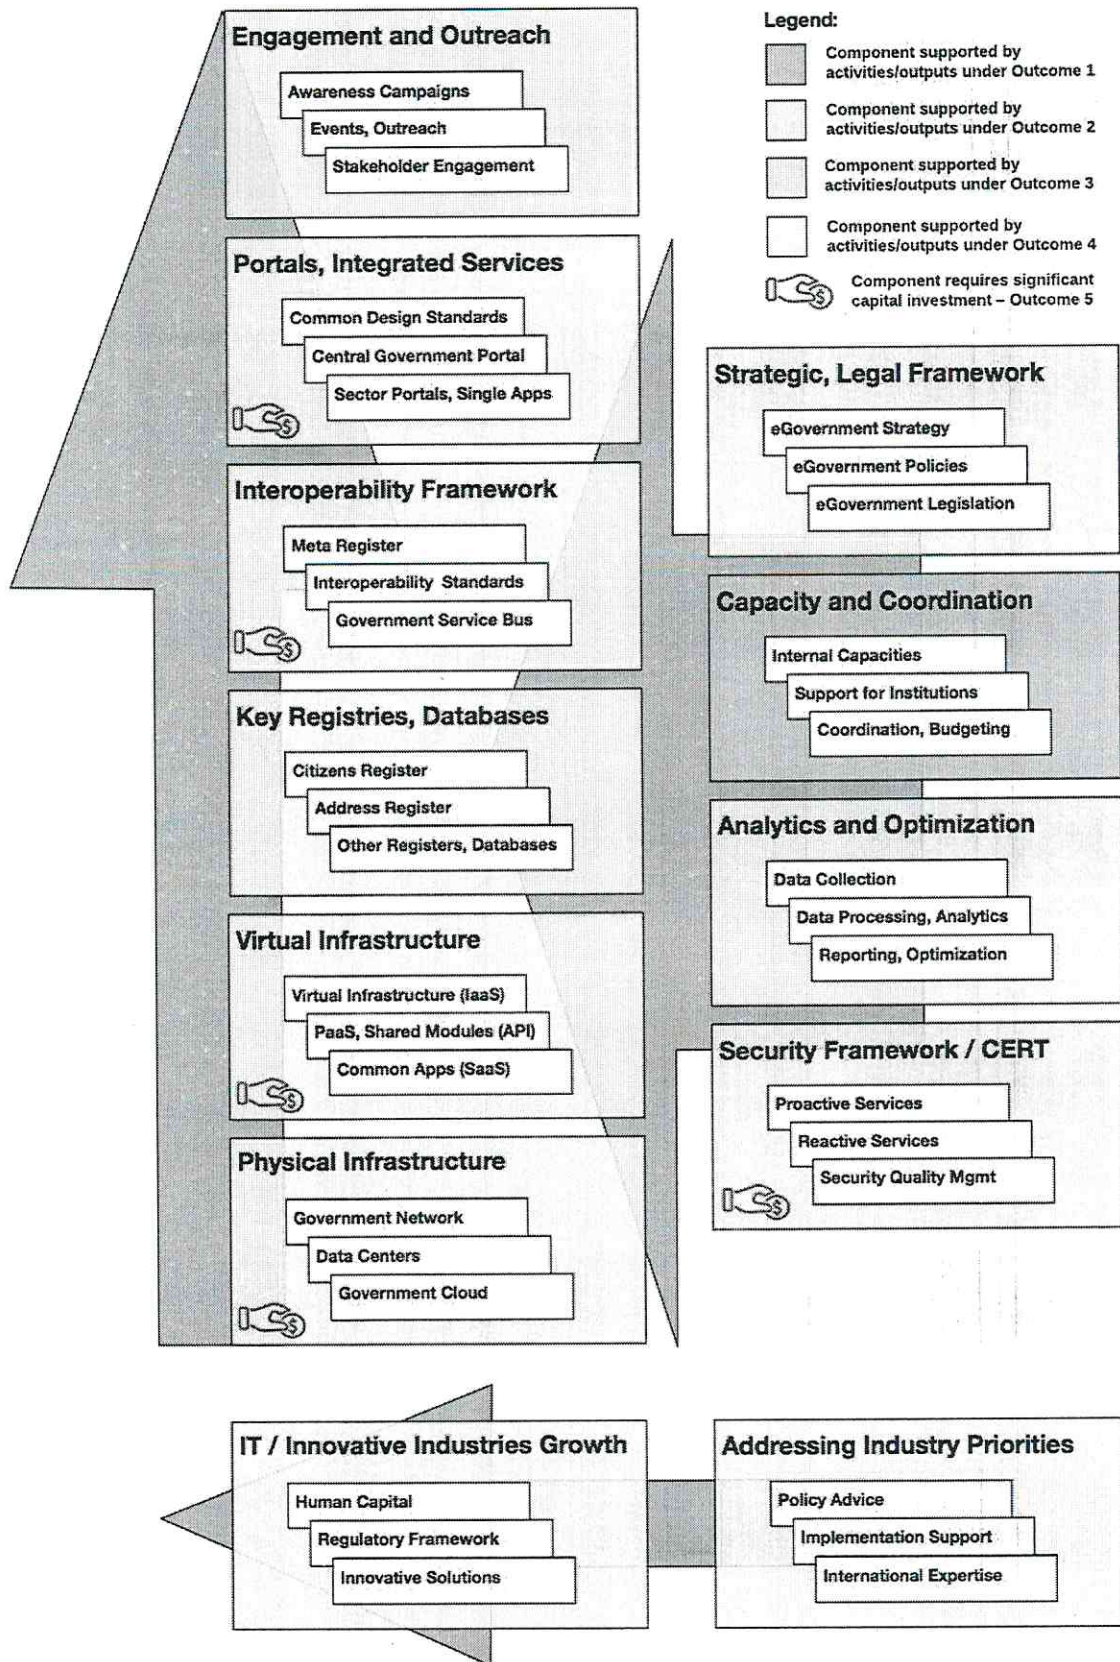 Engagement and Outreach
Awareness Campaigns
Events, Outreach
Stakeholder Engagement
Legend:
Component supported by
activities/outputs under Outcome 1
Component supported by
activities/outputs under Outcome 2
Component supported by
activities/outputs under Outcome 3
Component supported by
activities/outputs under Outcome 4
Component requires significant
capital investment – Outcome 5
Portals, Integrated Services
Common Design Standards
Central Government Portal
Sector Portals, Single Apps
Interoperability Framework
Meta Register
Interoperability Standards
Government Service Bus
Key Registries, Databases
Citizens Register
Address Register
Other Registers, Databases
Virtual Infrastructure
Virtual Infrastructure (IaaS)
PaaS, Shared Modules (API)
Common Apps (SaaS)
Physical Infrastructure
Government Network
Data Centers
Government Cloud
Strategic, Legal Framework
eGovernment Strategy
eGovernment Policies
eGovernment Legislation
Capacity and Coordination
Internal Capacities
Support for Institutions
Coordination, Budgeting
Analytics and Optimization
Data Collection
Data Processing, Analytics
Reporting, Optimization
Security Framework / CERT
Proactive Services
Reactive Services
Security Quality Mgmt
IT / Innovative Industries Growth
Human Capital
Regulatory Framework
Innovative Solutions
Addressing Industry Priorities
Policy Advice
Implementation Support
International Expertise